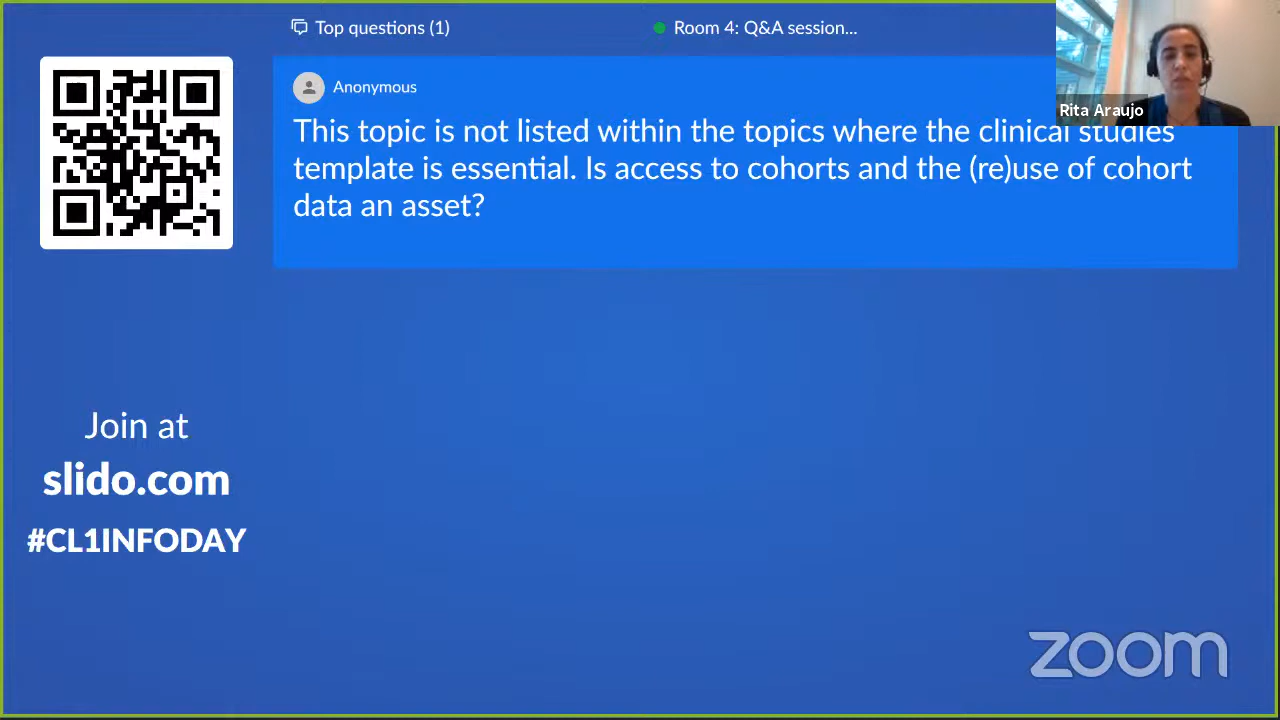 Top questions (1)
Room 4: Q&A session...
Rita Araujo
Anonymous
This topic is not listed within the topics where the clinical studies
template is essential. Is access to cohorts and the (re)use of cohort
data an asset?
Join at
slido.com
#CL1INFODAY
zoom